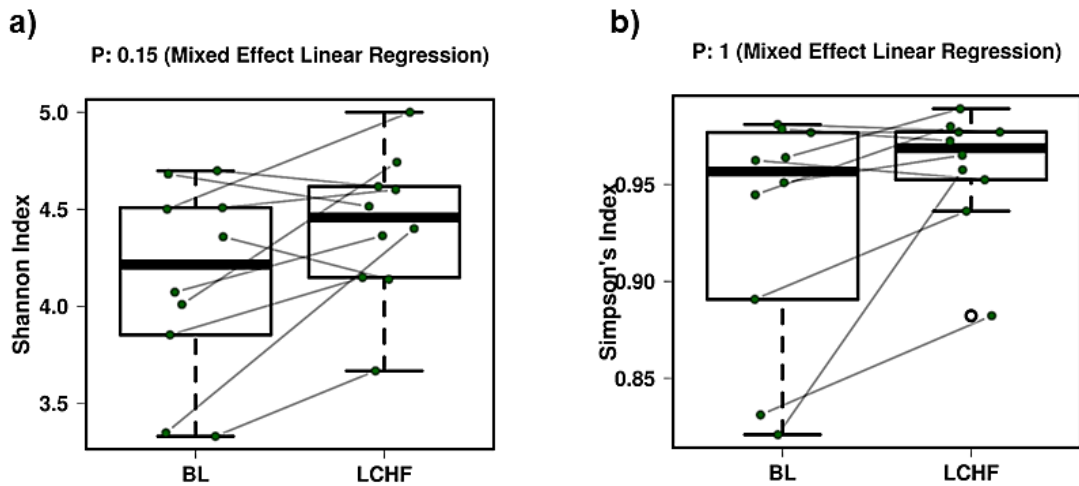 a)
P: 0.15 (Mixed Effect Linear Regression)
Shannon Index
5.0
4.5
4.0
3.5
BL
LCHF
b)
P: 1 (Mixed Effect Linear Regression)
Simpson's Index
0.95
0.90
0.85
BL
LCHF